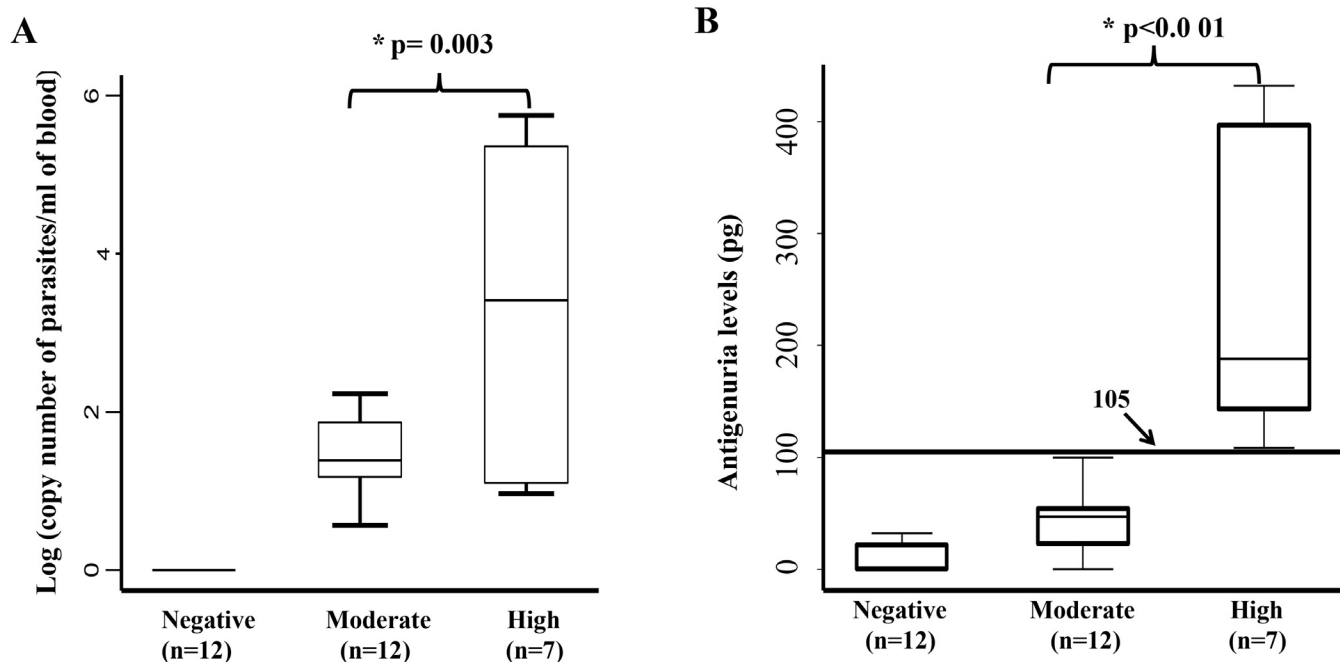 A
* p= 0.003
Log (copy number of parasites/ml of blood)
6
4
2
0
Negative
(n=12)
Moderate
(n=12)
High
(n=7)
B
* p<0.0 01
Antigenuria levels (pg)
400
300
200
100
0
105
Negative
(n=12)
Moderate
(n=12)
High
(n=7)